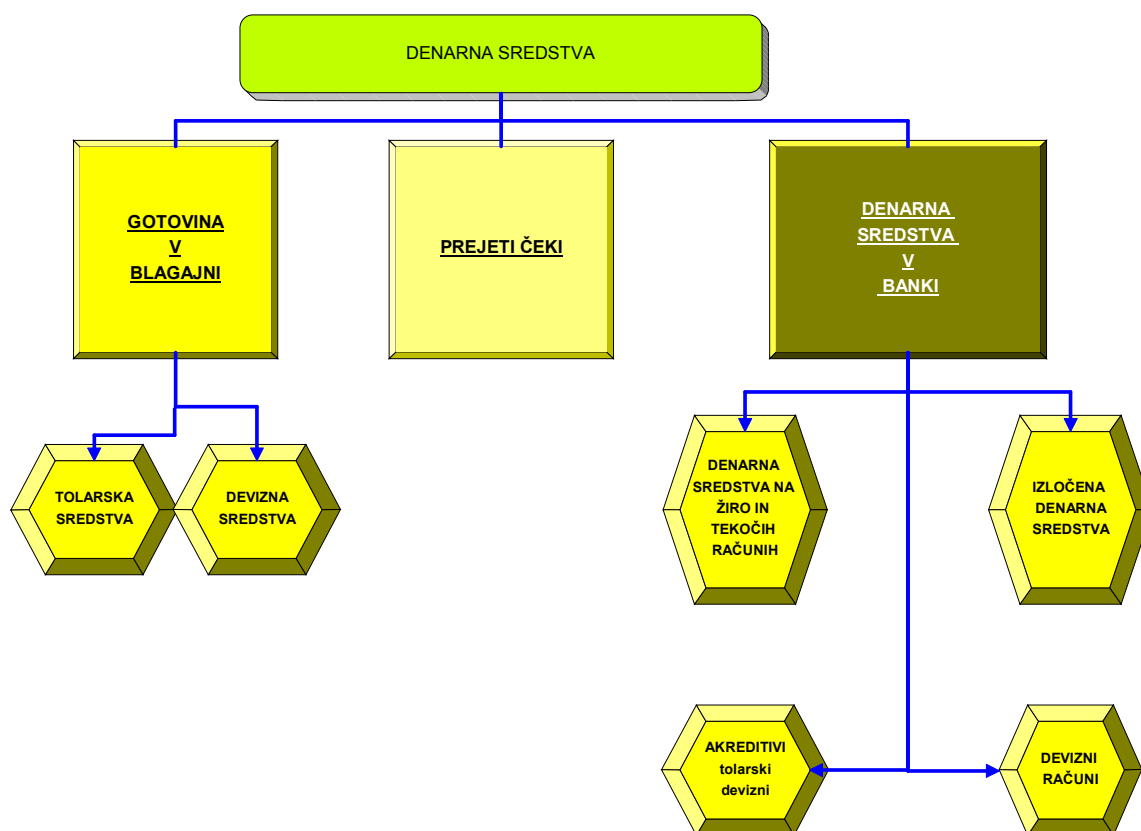 DENARNA SREDSTVA
GOTOVINA
V
BLAGAJNI
PREJETI ČEKI
DENARNA
SREDSTVA
V
BANKI
TOLARSKA
SREDSTVA
DEVIZNA
SREDSTVA
DENARNA
SREDSTVA NA
ŽIRO IN
TEKOČIH
RAČUNIH
IZLOČENA
DENARNA
SREDSTVA
AKREDITIVI
tolarski
devizni
DEVIZNI
RAČUNI